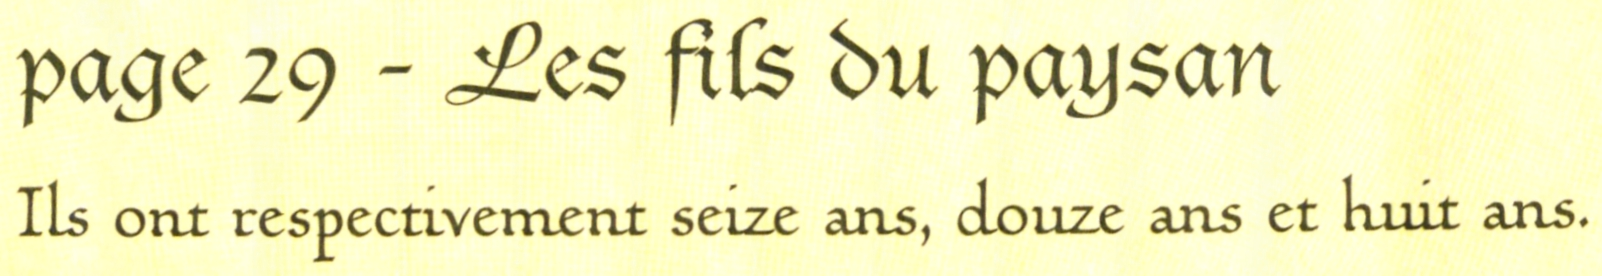 page 29 - Les fils du paysan
Ils ont respectivement seize ans, douze ans et huit ans.